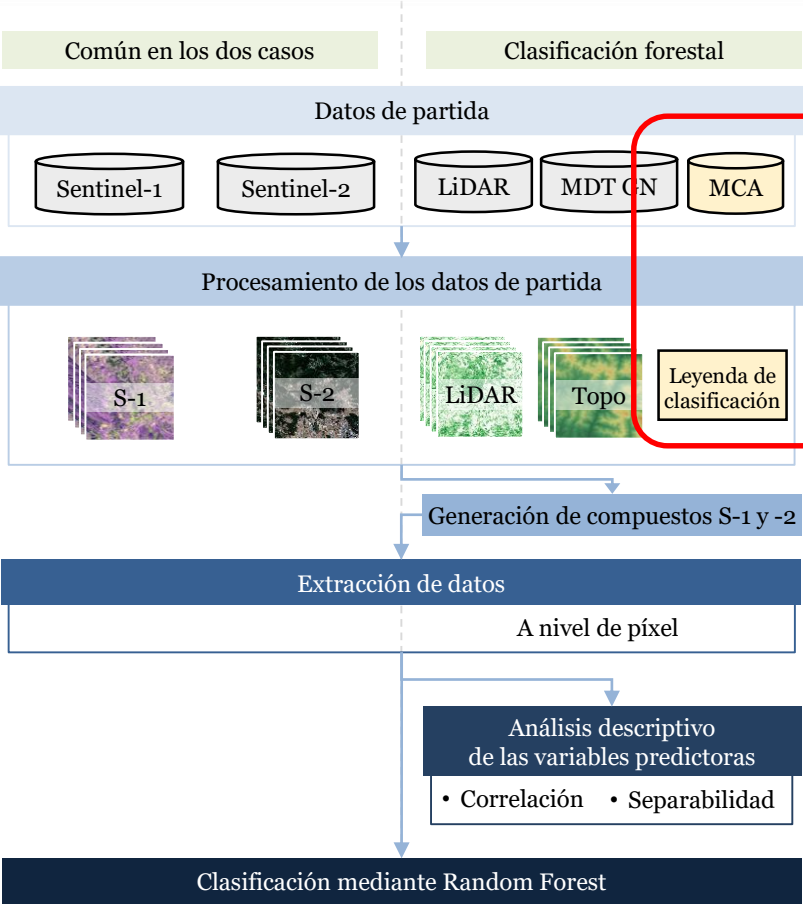 Común en los dos casos
Clasificación forestal
Datos de partida
Sentinel-1
Sentinel-2
LiDAR
MDT GN
MCA
Procesamiento de los datos de partida
S-1
S-2
LiDAR
Topo
Leyenda de
clasificación
Generación de compuestos S-1 y -2
Extracción de datos
A nivel de píxel
Análisis descriptivo
de las variables predictoras
• Correlación
• Separabilidad
Clasificación mediante Random Forest